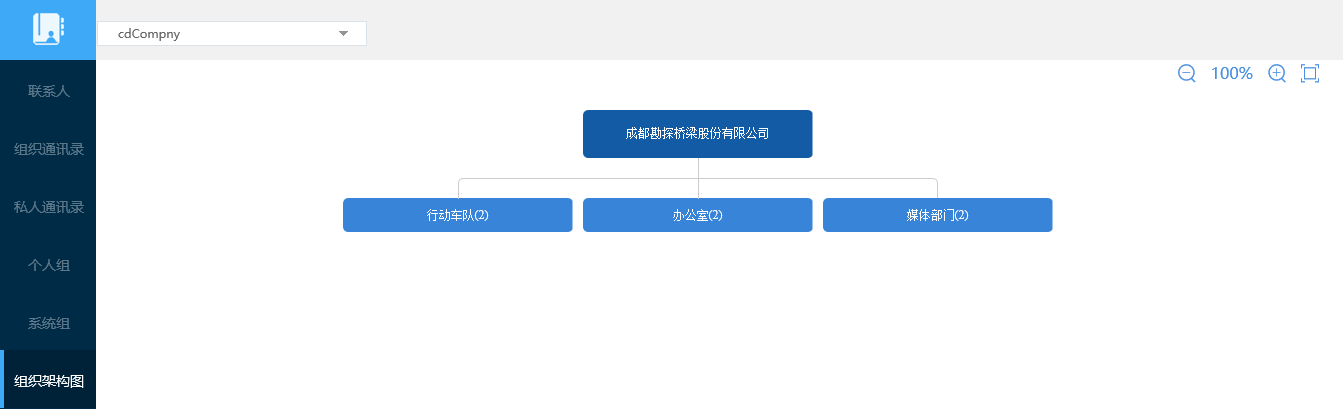 cdCompny
100%
联系人
组织通讯录
私人通讯录
个人组
系统组
组织架构图
成都勘探桥梁股份有限公司
行动车队(2)
办公室(2)
媒体部门(2)